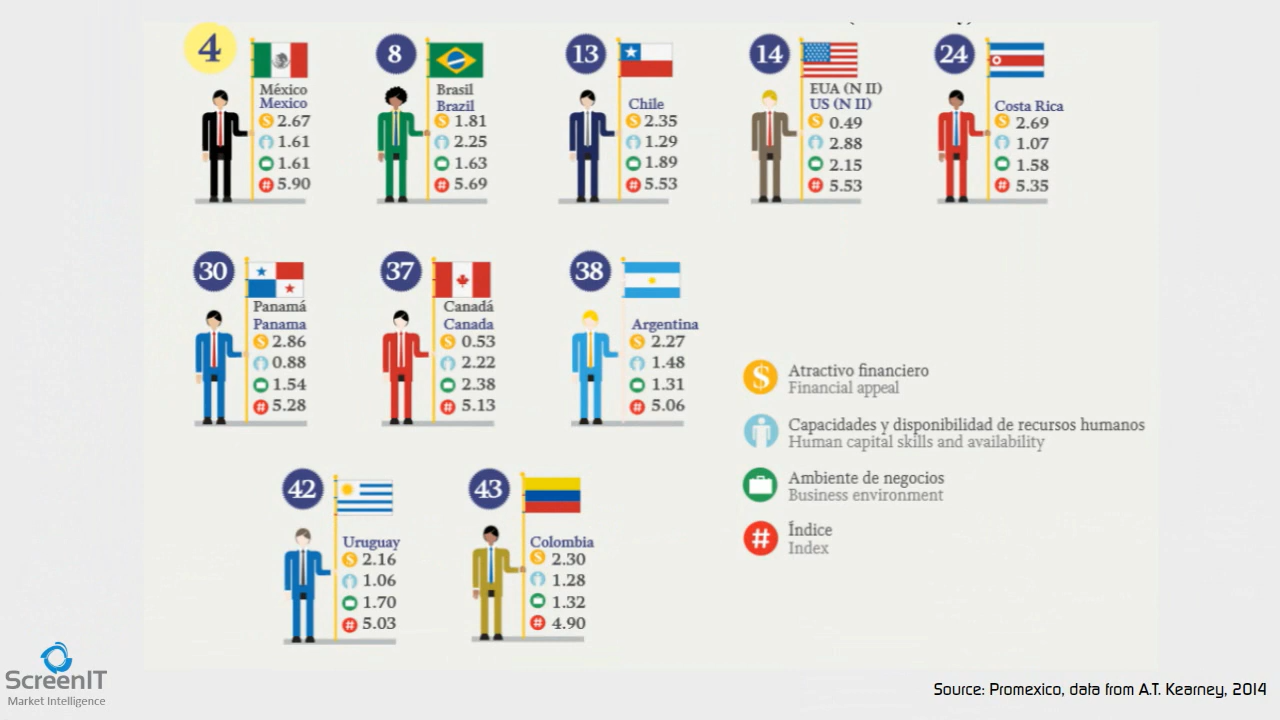 4
México
Mexico
$ 2.67
1.61
1.61
# 5.90
8
Brasil
Brazil
$ 1.81
2.25
1.63
# 5.69
13
Chile
$ 2.35
1.29
1.89
# 5.53
14
EUA (N II)
US (N II)
$ 0.49
2.88
2.15
# 5.53
24
Costa Rica
$ 2.69
1.07
1.58
# 5.35
30
Panamá
Panama
$ 2.86
0.88
1.54
# 5.28
37
Canadá
Canada
$ 0.53
2.22
2.38
# 5.13
38
Argentina
$ 2.27
1.48
1.31
# 5.06
42
Uruguay
$ 2.16
1.06
1.70
# 5.03
43
Colombia
$ 2.30
1.28
1.32
# 4.90
$ Atractivo financiero
Financial appeal
Capacidades y disponibilidad de recursos humanos
Human capital skills and availability
Ambiente de negocios
Business environment
# Índice
Index
ScreenIT
Market Intelligence
Source: Promexico, data from A.T. Kearney, 2014